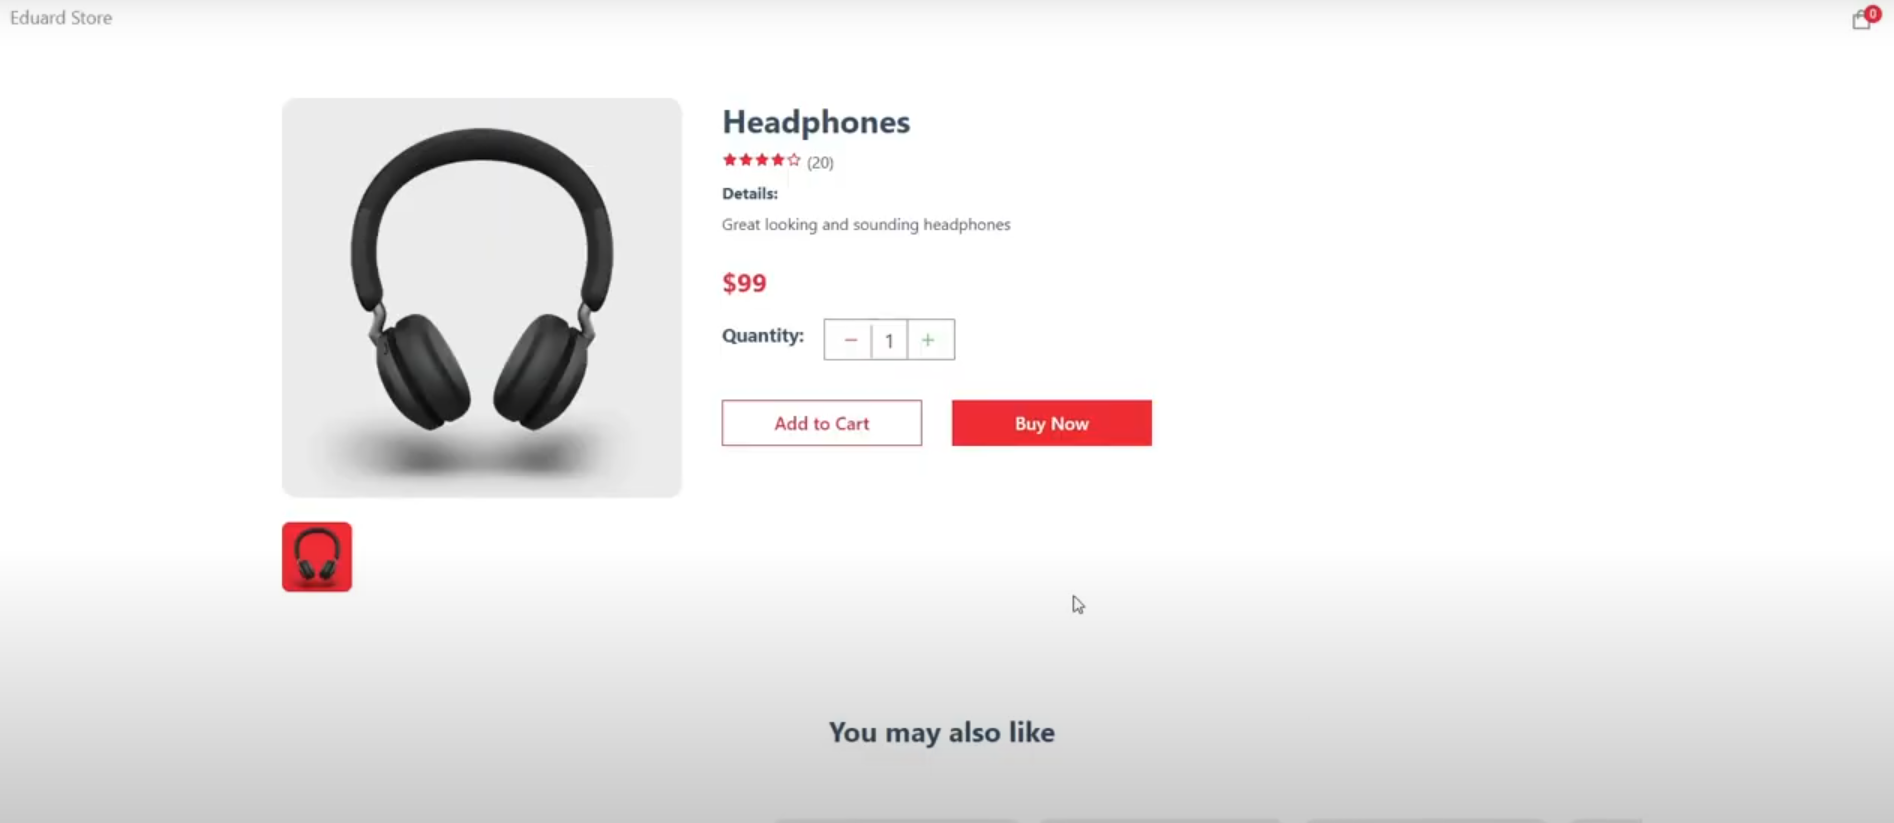 Eduard Store
0
Headphones
(20)
Details:
Great looking and sounding headphones
$99
Quantity:
− 1 +
Add to Cart
Buy Now
You may also like